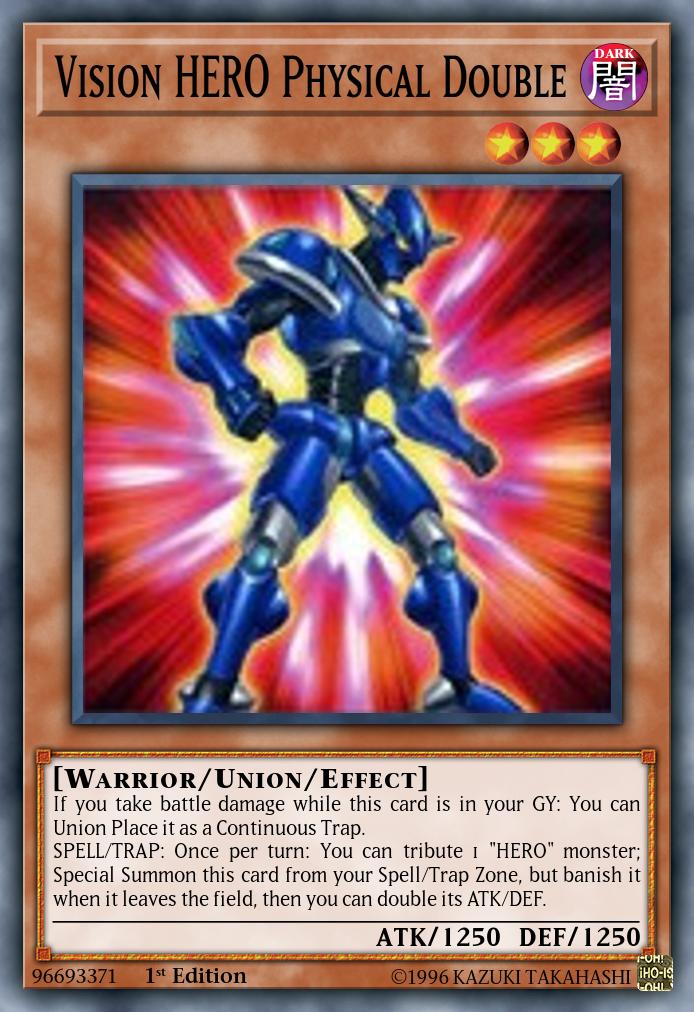 Vision HERO Physical Double
DARK
闇
[Warrior/Union/Effect]
If you take battle damage while this card is in your GY: You can
Union Place it as a Continuous Trap.
SPELL/TRAP: Once per turn: You can tribute 1 "HERO" monster;
Special Summon this card from your Spell/Trap Zone, but banish it
when it leaves the field, then you can double its ATK/DEF.
ATK/1250 DEF/1250
96693371 1st Edition ©1996 KAZUKI TAKAHASHI